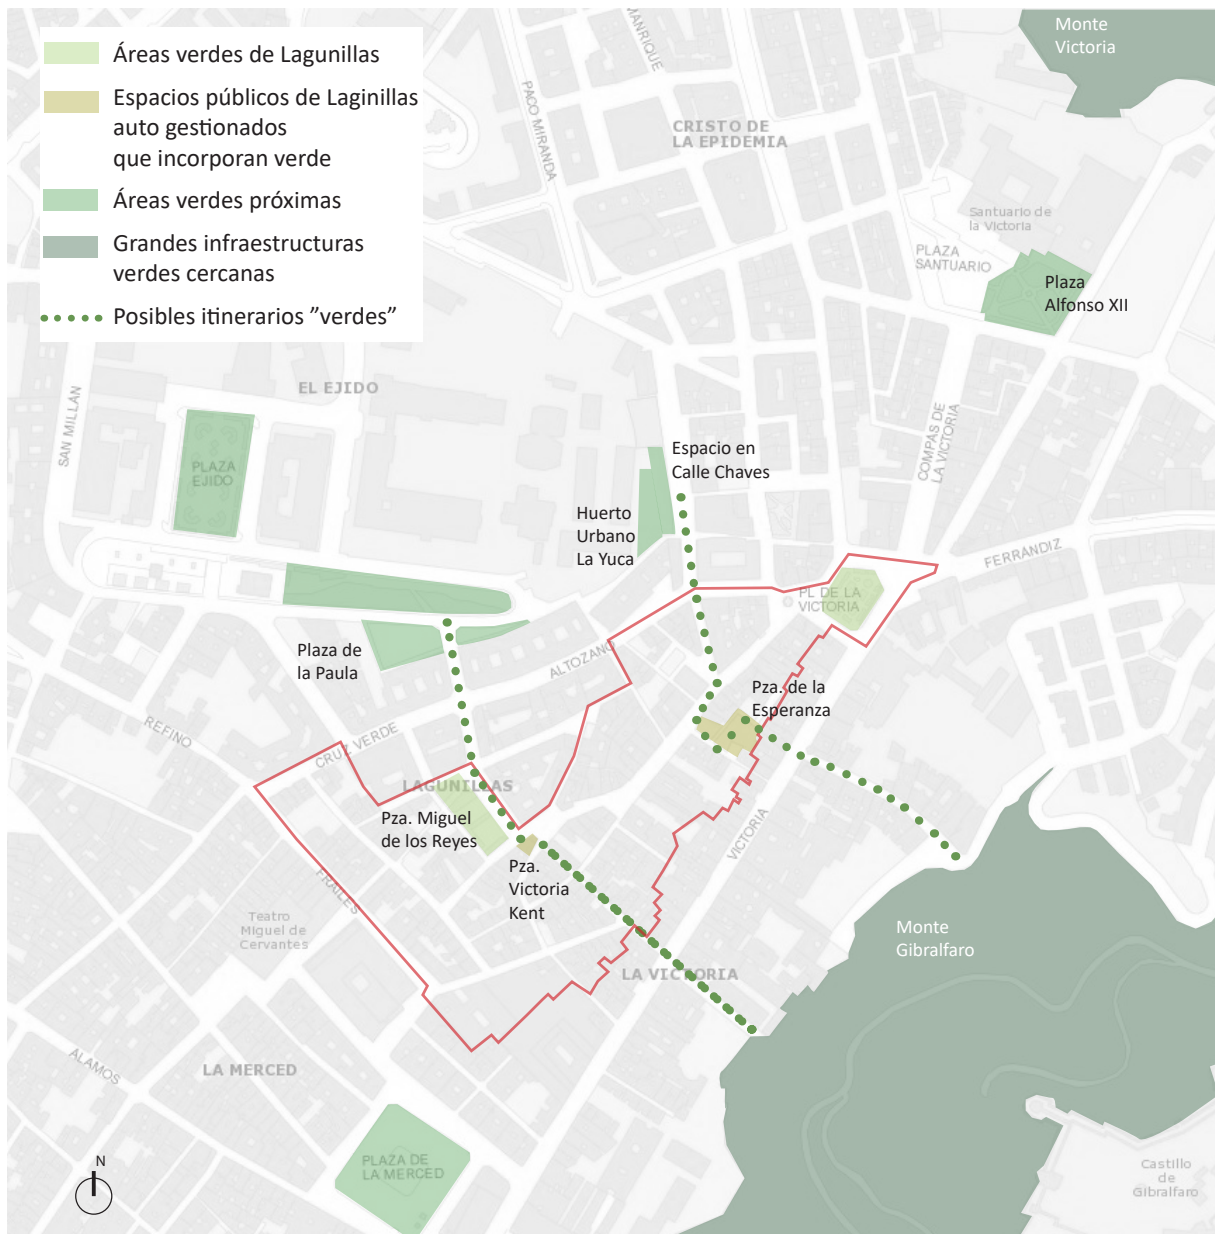 Áreas verdes de Lagunillas
Espacios públicos de Laginillas
auto gestionados
que incorporan verde
Áreas verdes próximas
Grandes infraestructuras
verdes cercanas
Posibles itinerarios ”verdes”
Monte
Victoria
MANRIQUE
PACO MIRANDA
CRISTO DE
LA EPIDEMIA
Santuario de
la Victoria
PLAZA
SANTUARIO
Plaza
Alfonso XII
EL EJIDO
SAN MILLAN
PLAZA
EJIDO
COMPAS DE
LA VICTORIA
Espacio en
Calle Chaves
Huerto
Urbano
La Yuca
FERRANDIZ
PL DE LA
VICTORIA
Plaza de
la Paula
ALTOZANO
Pza. de la
Esperanza
REFINO
CRUZ VERDE
LAGUNILLAS
Pza. Miguel
de los Reyes
VICTORIA
Pza.
Victoria
Kent
FRAILES
Teatro
Miguel de
Cervantes
Monte
Gibralfaro
LA VICTORIA
ALAMOS
LA MERCED
PLAZA DE
LA MERCED
N
Castillo
de
Gibralfaro